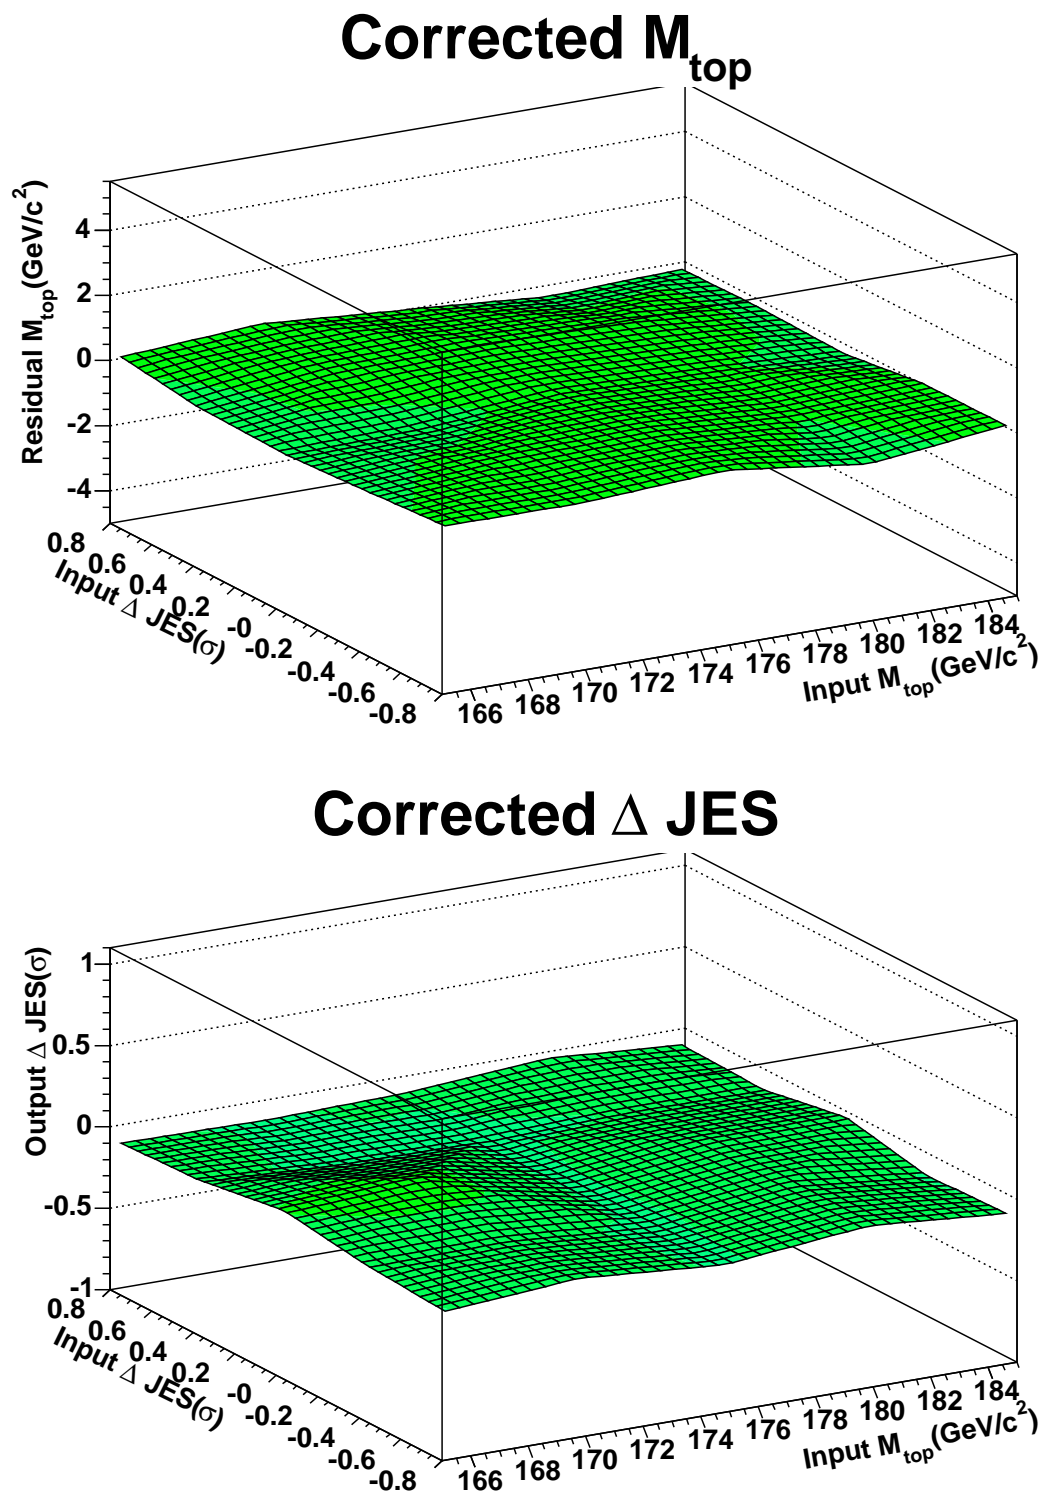 Corrected M_top
Residual M_top(GeV/c^2)
4
2
0
-2
-4
0.8
0.6
0.4
0.2
-0
-0.2
-0.4
-0.6
-0.8
Input Δ JES(σ)
166 168 170 172 174 176 178 180 182 184
Input M_top(GeV/c^2)
Corrected Δ JES
Output Δ JES(σ)
1
0.5
0
-0.5
-1
0.8
0.6
0.4
0.2
-0
-0.2
-0.4
-0.6
-0.8
Input Δ JES(σ)
166 168 170 172 174 176 178 180 182 184
Input M_top(GeV/c^2)